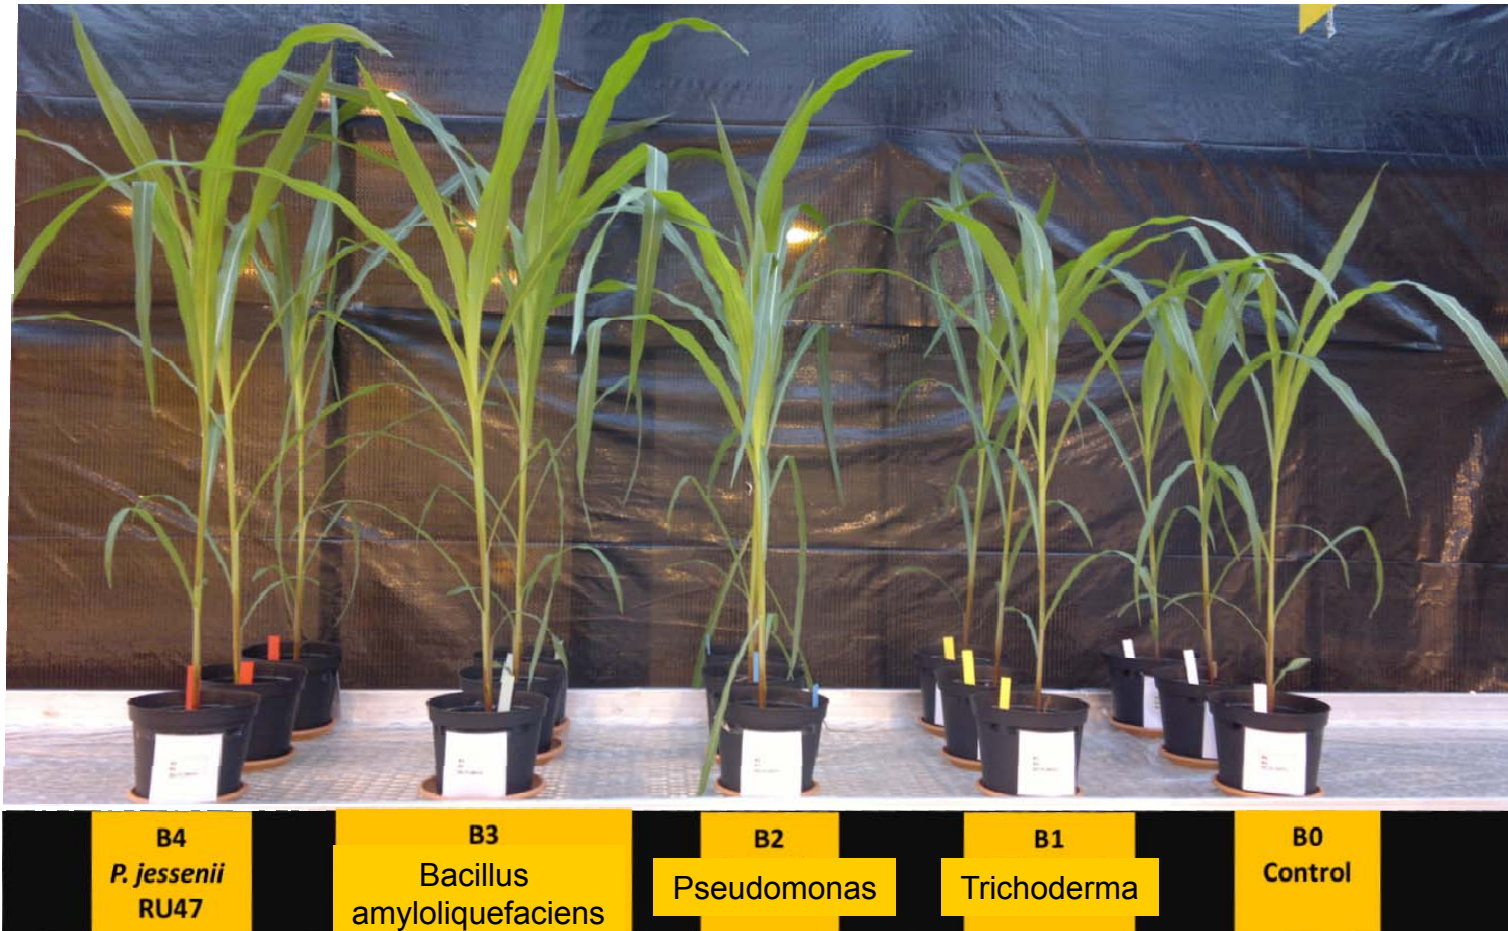 B4
P. jessenii
RU47
B3
Bacillus
amyloliquefaciens
B2
Pseudomonas
B1
Trichoderma
B0
Control